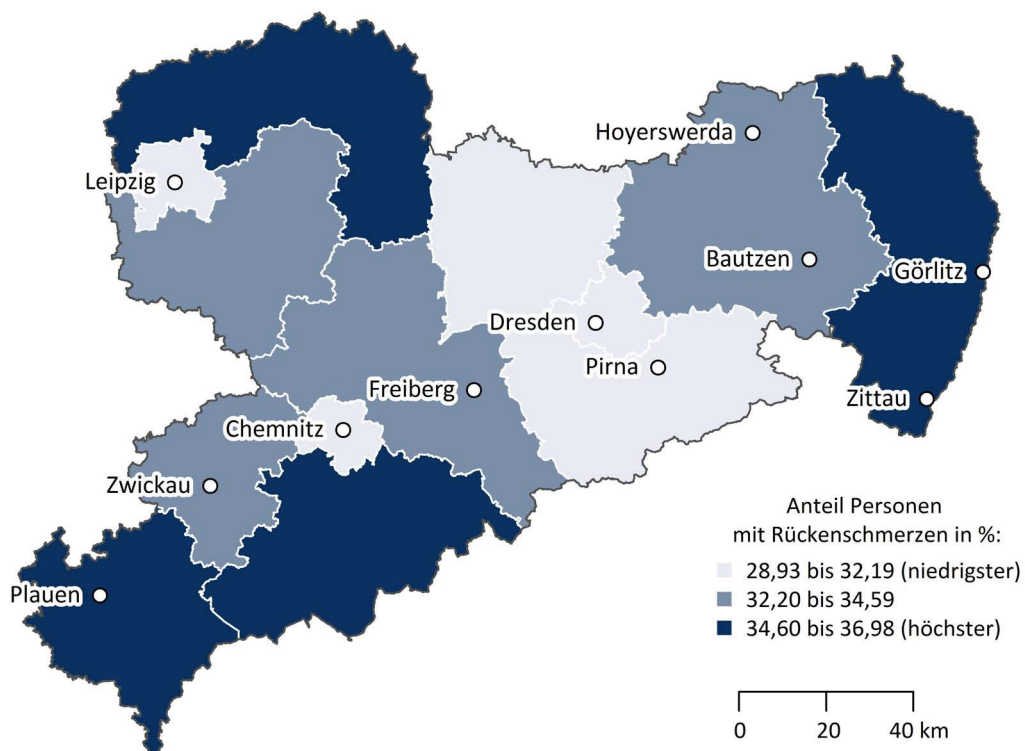 Hoyerswerda
Leipzig
Bautzen
Görlitz
Dresden
Pirna
Freiberg
Zittau
Chemnitz
Zwickau
Plauen
Anteil Personen
mit Rückenschmerzen in %:
28,93 bis 32,19 (niedrigster)
32,20 bis 34,59
34,60 bis 36,98 (höchster)
0 20 40 km